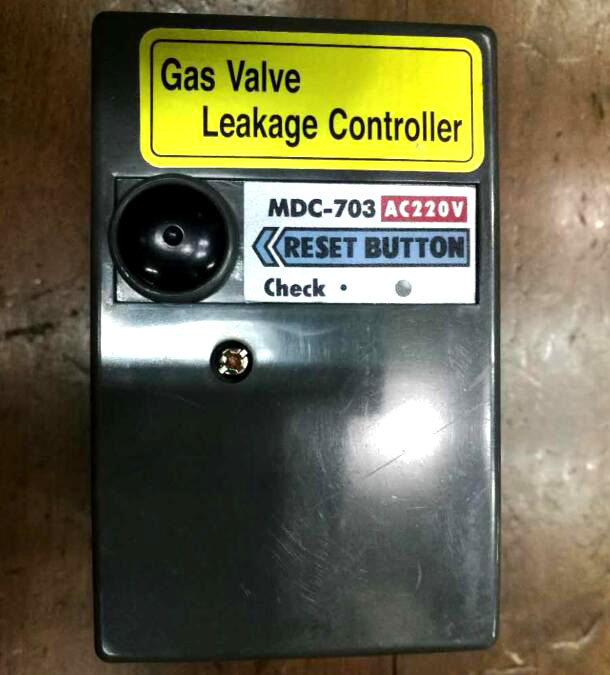 Gas Valve
Leakage Controller
MDC-703 AC220V
RESET BUTTON
Check